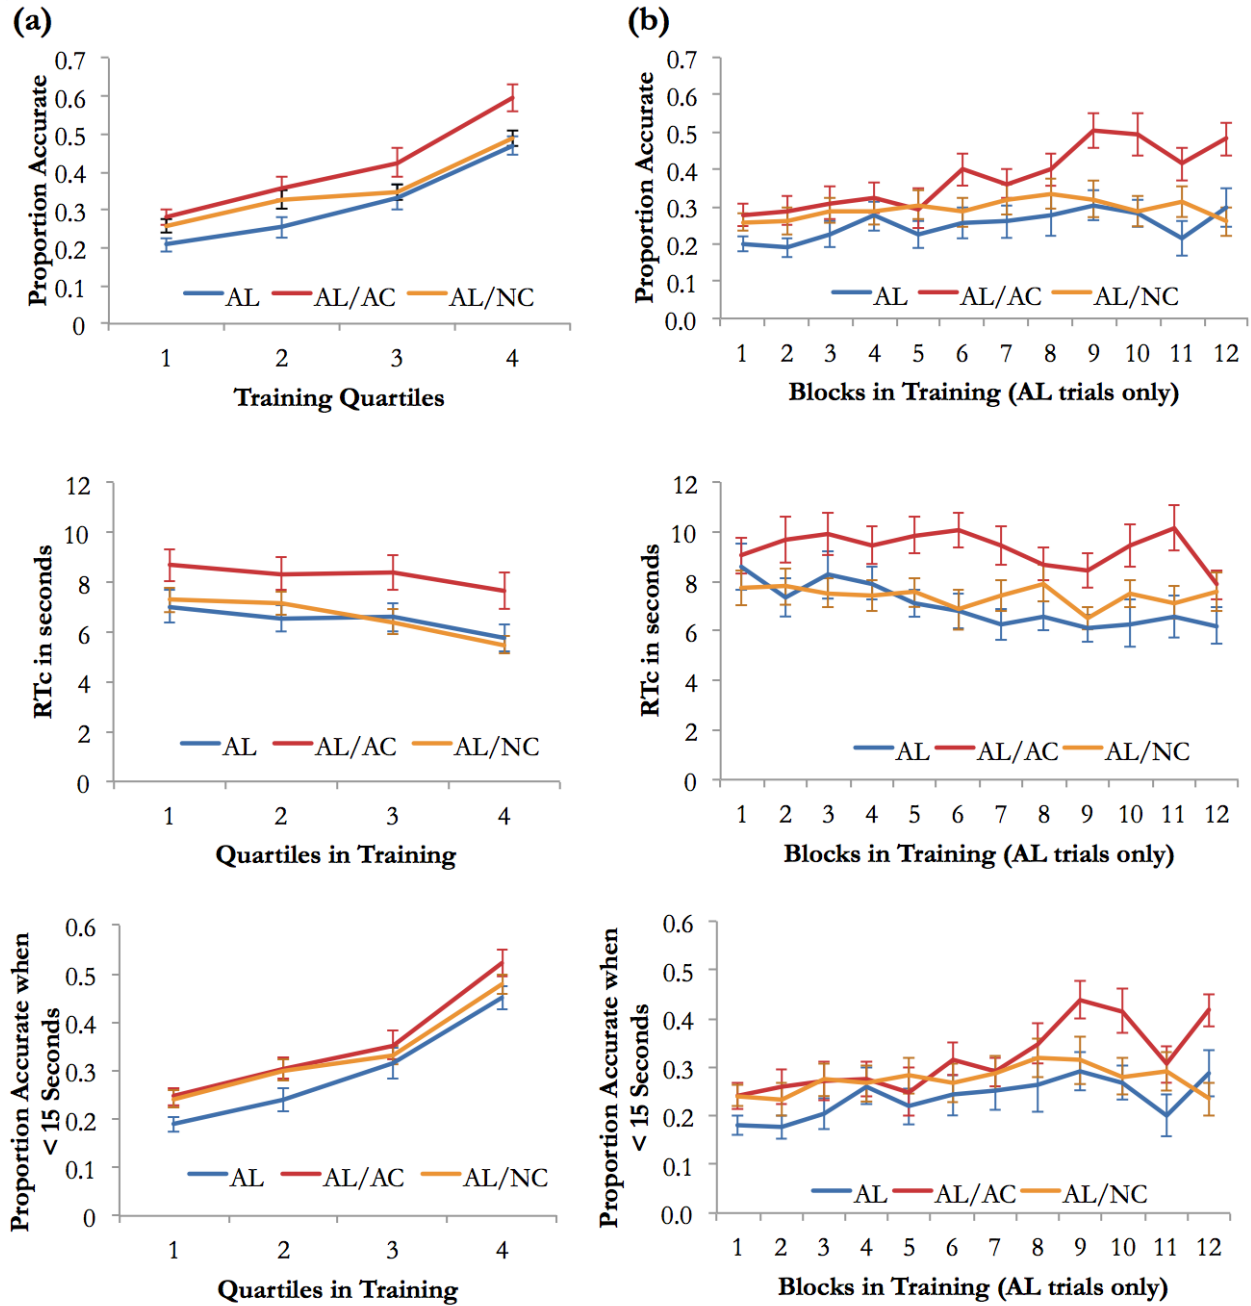 (a)
Proportion Accurate
0.7
0.6
0.5
0.4
0.3
0.2
0.1
0
AL AL/AC AL/NC
1 2 3 4
Training Quartiles
(b)
Proportion Accurate
0.7
0.6
0.5
0.4
0.3
0.2
0.1
0.0
AL AL/AC AL/NC
1 2 3 4 5 6 7 8 9 10 11 12
Blocks in Training (AL trials only)
RTc in seconds
12
10
8
6
4
2
0
AL AL/AC AL/NC
1 2 3 4
Quartiles in Training
RTc in seconds
12
10
8
6
4
2
0
AL AL/AC AL/NC
1 2 3 4 5 6 7 8 9 10 11 12
Blocks in Training (AL trials only)
Proportion Accurate when
< 15 Seconds
0.6
0.5
0.4
0.3
0.2
0.1
0
AL AL/AC AL/NC
1 2 3 4
Quartiles in Training
Proportion Accurate when
< 15 Seconds
0.6
0.5
0.4
0.3
0.2
0.1
0.0
AL AL/AC AL/NC
1 2 3 4 5 6 7 8 9 10 11 12
Blocks in Training (AL trials only)